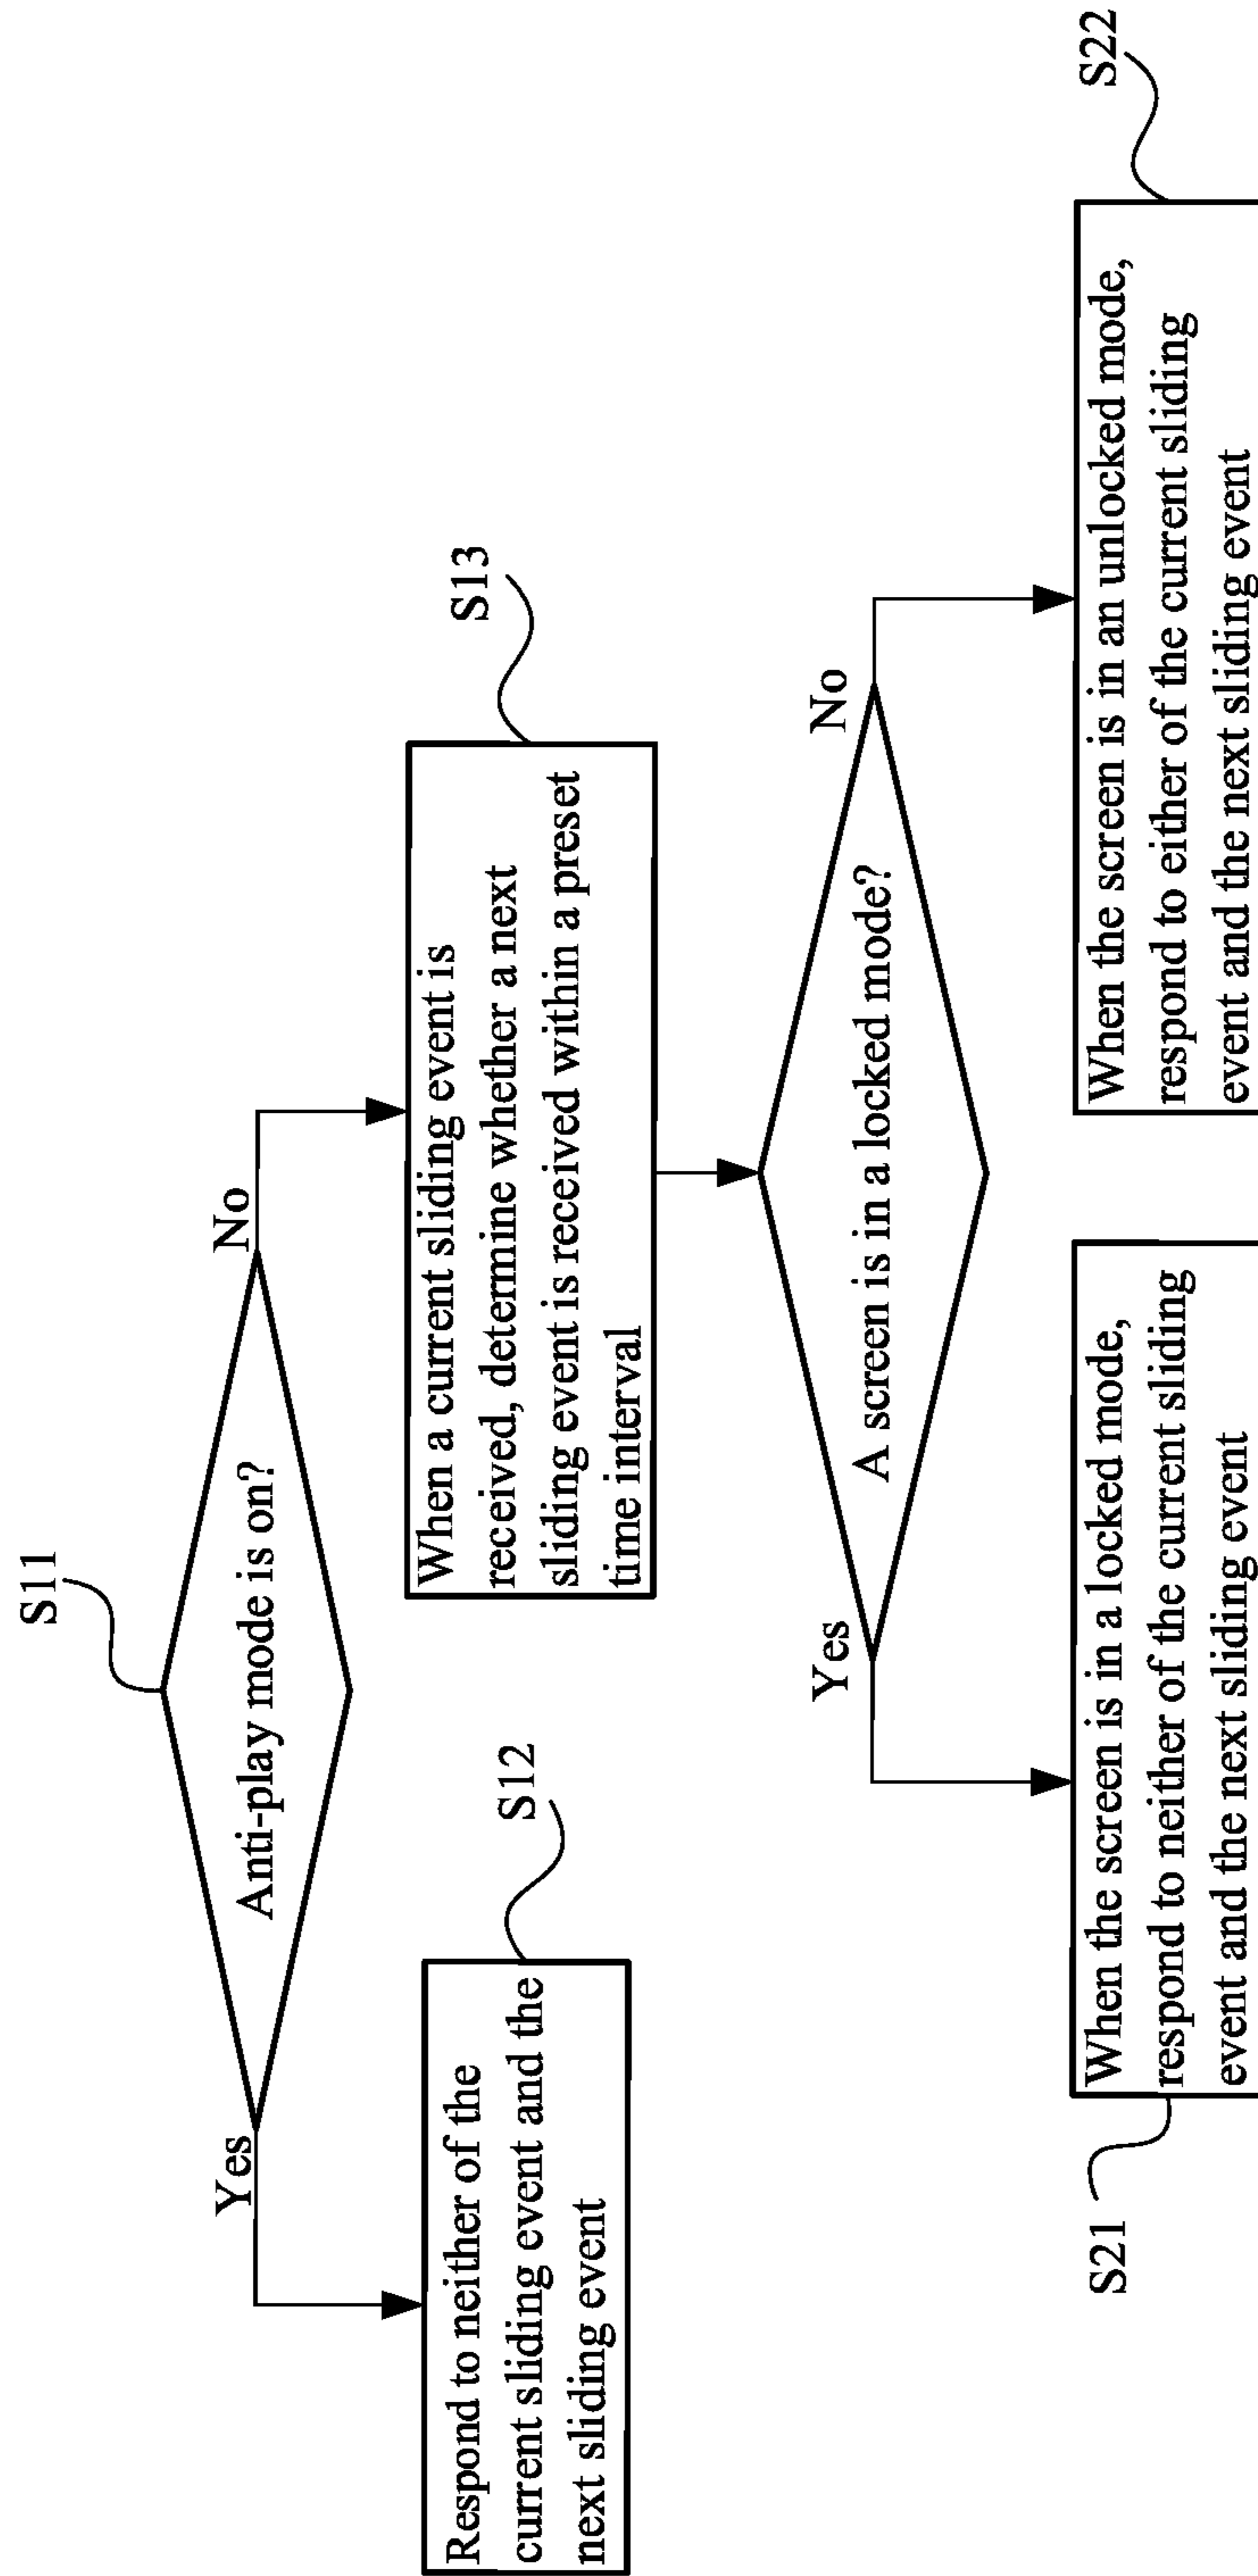 S11
Anti-play mode is on?
Yes
No
S12
Respond to neither of the
current sliding event and the
next sliding event
S13
When a current sliding event is
received, determine whether a next
sliding event is received within a preset
time interval
A screen is in a locked mode?
Yes
No
S21
When the screen is in a locked mode,
respond to neither of the current sliding
event and the next sliding event
S22
When the screen is in an unlocked mode,
respond to either of the current sliding
event and the next sliding event